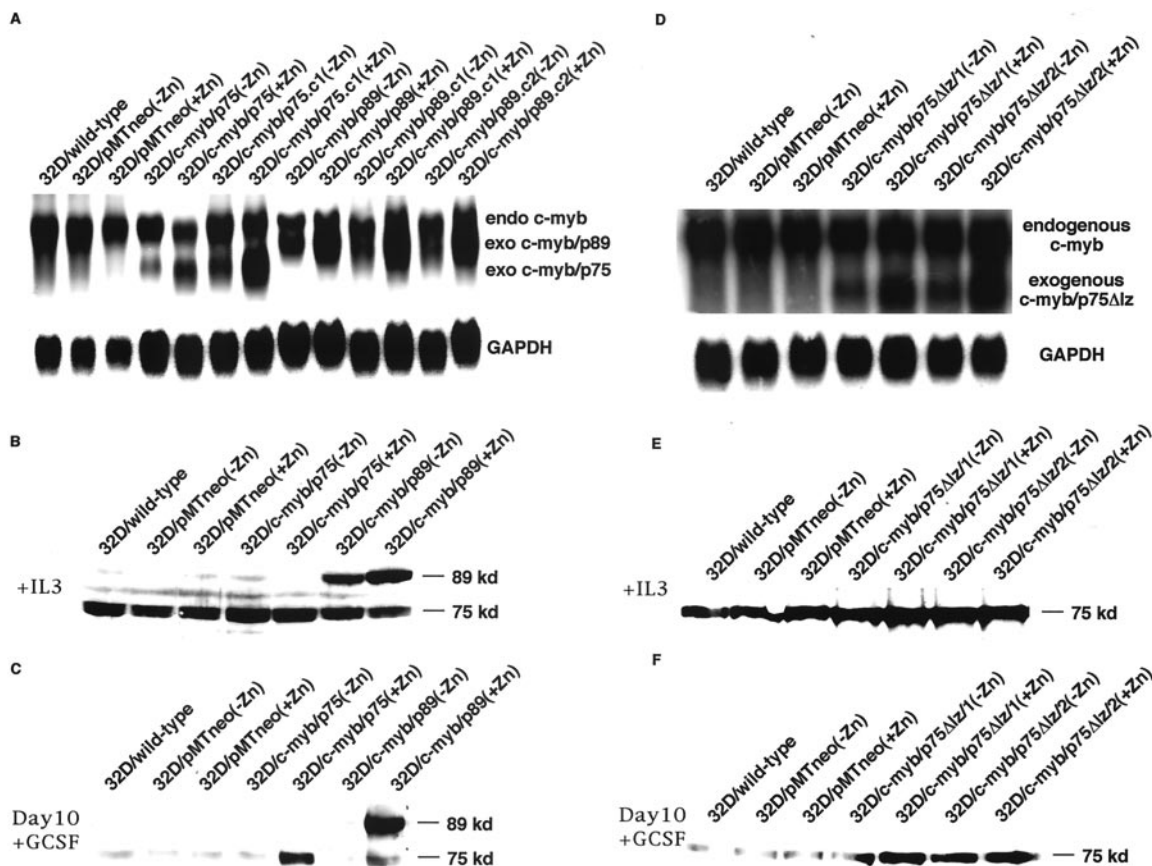 A
32D/wild-type
32D/pMTneo(-Zn)
32D/pMTneo(+Zn)
32D/c-myb/p75(-Zn)
32D/c-myb/p75(+Zn)
32D/c-myb/p75.c1(-Zn)
32D/c-myb/p75.c1(+Zn)
32D/c-myb/p89(-Zn)
32D/c-myb/p89(+Zn)
32D/c-myb/p89.c1(-Zn)
32D/c-myb/p89.c1(+Zn)
32D/c-myb/p89.c2(-Zn)
32D/c-myb/p89.c2(+Zn)
endo c-myb
exo c-myb/p89
exo c-myb/p75
GAPDH
B
32D/wild-type
32D/pMTneo(-Zn)
32D/pMTneo(+Zn)
32D/c-myb/p75(-Zn)
32D/c-myb/p75(+Zn)
32D/c-myb/p89(-Zn)
32D/c-myb/p89(+Zn)
+IL3
89 kd
75 kd
C
32D/wild-type
32D/pMTneo(-Zn)
32D/pMTneo(+Zn)
32D/c-myb/p75(-Zn)
32D/c-myb/p75(+Zn)
32D/c-myb/p89(-Zn)
32D/c-myb/p89(+Zn)
Day10
+GCSF
89 kd
75 kd
D
32D/wild-type
32D/pMTneo(-Zn)
32D/pMTneo(+Zn)
32D/c-myb/p75Δlz/1(-Zn)
32D/c-myb/p75Δlz/1(+Zn)
32D/c-myb/p75Δlz/2(-Zn)
32D/c-myb/p75Δlz/2(+Zn)
endogenous
c-myb
exogenous
c-myb/p75Δlz
GAPDH
E
32D/wild-type
32D/pMTneo(-Zn)
32D/pMTneo(+Zn)
32D/c-myb/p75Δlz/1(-Zn)
32D/c-myb/p75Δlz/1(+Zn)
32D/c-myb/p75Δlz/2(-Zn)
32D/c-myb/p75Δlz/2(+Zn)
+IL3
75 kd
F
32D/wild-type
32D/pMTneo(-Zn)
32D/pMTneo(+Zn)
32D/c-myb/p75Δlz/1(-Zn)
32D/c-myb/p75Δlz/1(+Zn)
32D/c-myb/p75Δlz/2(-Zn)
32D/c-myb/p75Δlz/2(+Zn)
Day10
+GCSF
75 kd